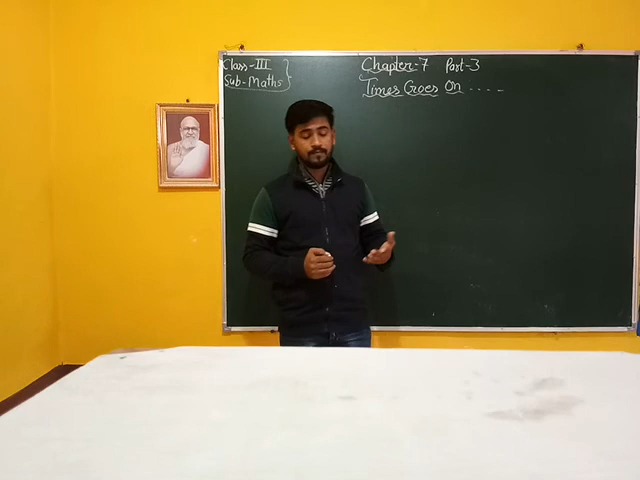 Class-III
Sub-Maths
Chapter-7 Part-3
Times Goes On ....